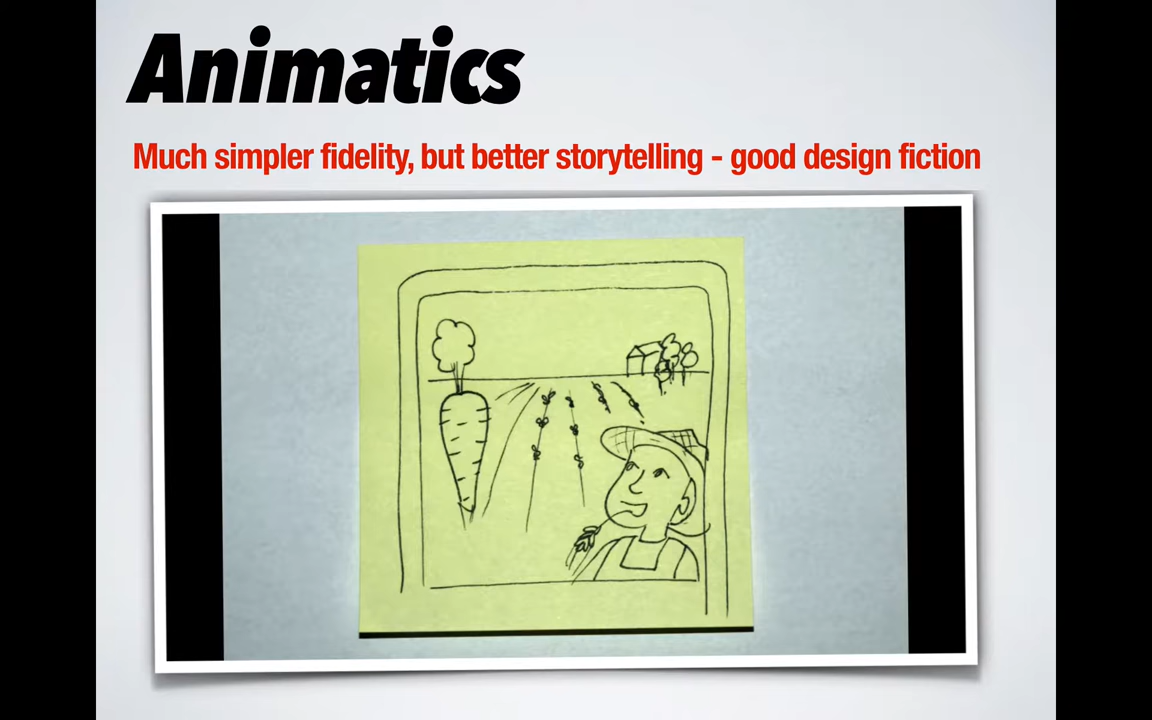 Animatics
Much simpler fidelity, but better storytelling - good design fiction